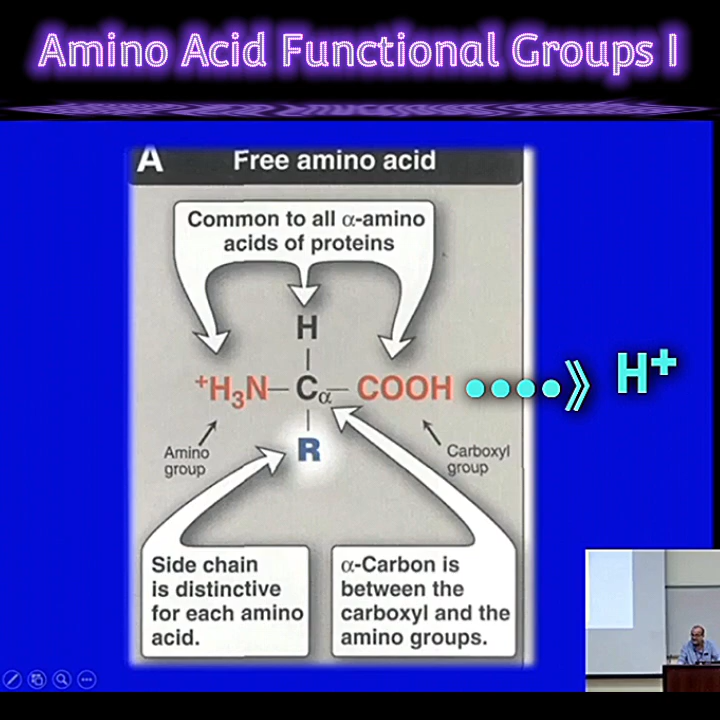 Amino Acid Functional Groups I
A Free amino acid
Common to all α-amino
acids of proteins
H
⁺H₃N—Cα—COOH
H⁺
Amino
group
R
Carboxyl
group
Side chain
is distinctive
for each amino
acid.
α-Carbon is
between the
carboxyl and the
amino groups.